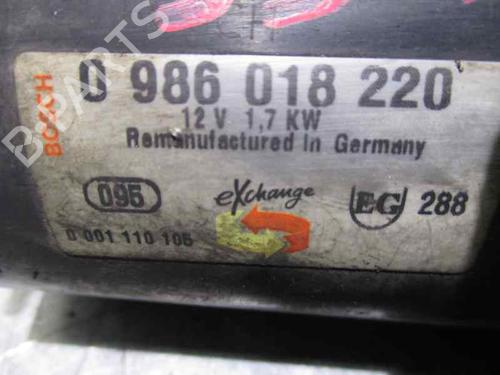 BOSCH
0 986 018 220
12 V 1,7 KW
Remanufactured in Germany
095
eXchange
EG 288
0 001 110 105
B-PARTS